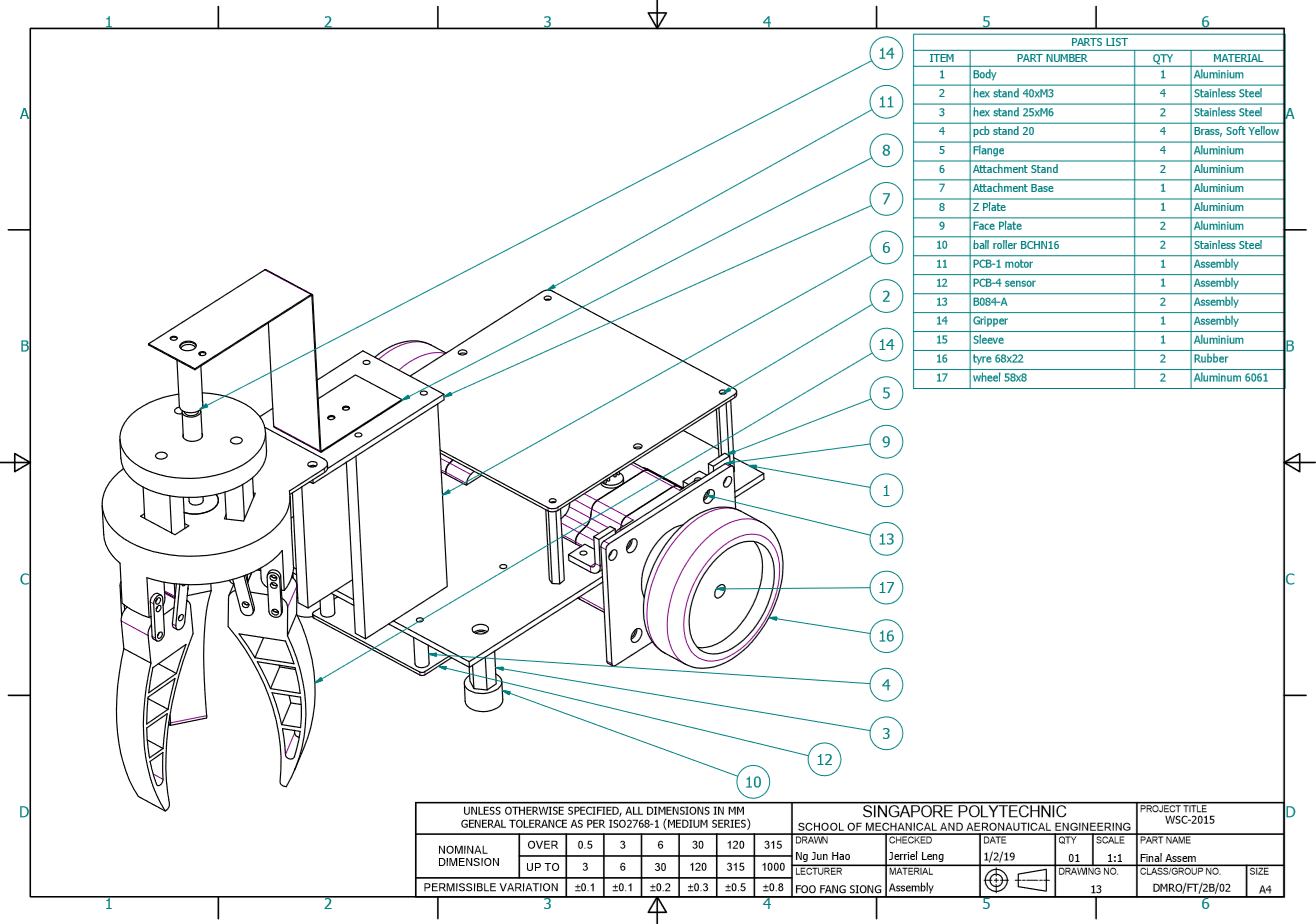 1 2 3 4 5 6
A
B
C
D
A
B
C
D
14
11
8
7
6
2
14
5
9
1
13
17
16
4
3
12
10
PARTS LIST
ITEM PART NUMBER QTY MATERIAL
1 Body 1 Aluminium
2 hex stand 40xM3 4 Stainless Steel
3 hex stand 25xM6 2 Stainless Steel
4 pcb stand 20 4 Brass, Soft Yellow
5 Flange 4 Aluminium
6 Attachment Stand 2 Aluminium
7 Attachment Base 1 Aluminium
8 Z Plate 1 Aluminium
9 Face Plate 2 Aluminium
10 ball roller BCHN16 2 Stainless Steel
11 PCB-1 motor 1 Assembly
12 PCB-4 sensor 1 Assembly
13 B084-A 2 Assembly
14 Gripper 1 Assembly
15 Sleeve 1 Aluminium
16 tyre 68x22 2 Rubber
17 wheel 58x8 2 Aluminum 6061
UNLESS OTHERWISE SPECIFIED, ALL DIMENSIONS IN MM
GENERAL TOLERANCE AS PER ISO2768-1 (MEDIUM SERIES)
NOMINAL DIMENSION OVER 0.5 3 6 30 120 315
UP TO 3 6 30 120 315 1000
PERMISSIBLE VARIATION ±0.1 ±0.1 ±0.2 ±0.3 ±0.5 ±0.8
SINGAPORE POLYTECHNIC
SCHOOL OF MECHANICAL AND AERONAUTICAL ENGINEERING
PROJECT TITLE
WSC-2015
DRAWN
Ng Jun Hao
CHECKED
Jerriel Leng
DATE
1/2/19
QTY
01
SCALE
1:1
PART NAME
Final Assem
LECTURER
FOO FANG SIONG
MATERIAL
Assembly
DRAWING NO.
13
CLASS/GROUP NO.
DMRO/FT/2B/02
SIZE
A4
1 2 3 4 5 6